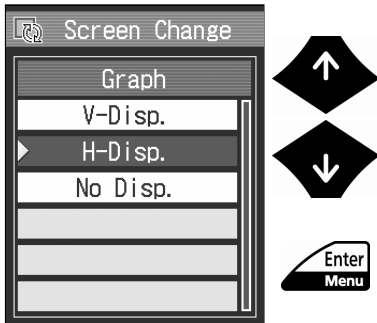 Screen Change
Graph
V-Disp.
H-Disp.
No Disp.
Enter
Menu